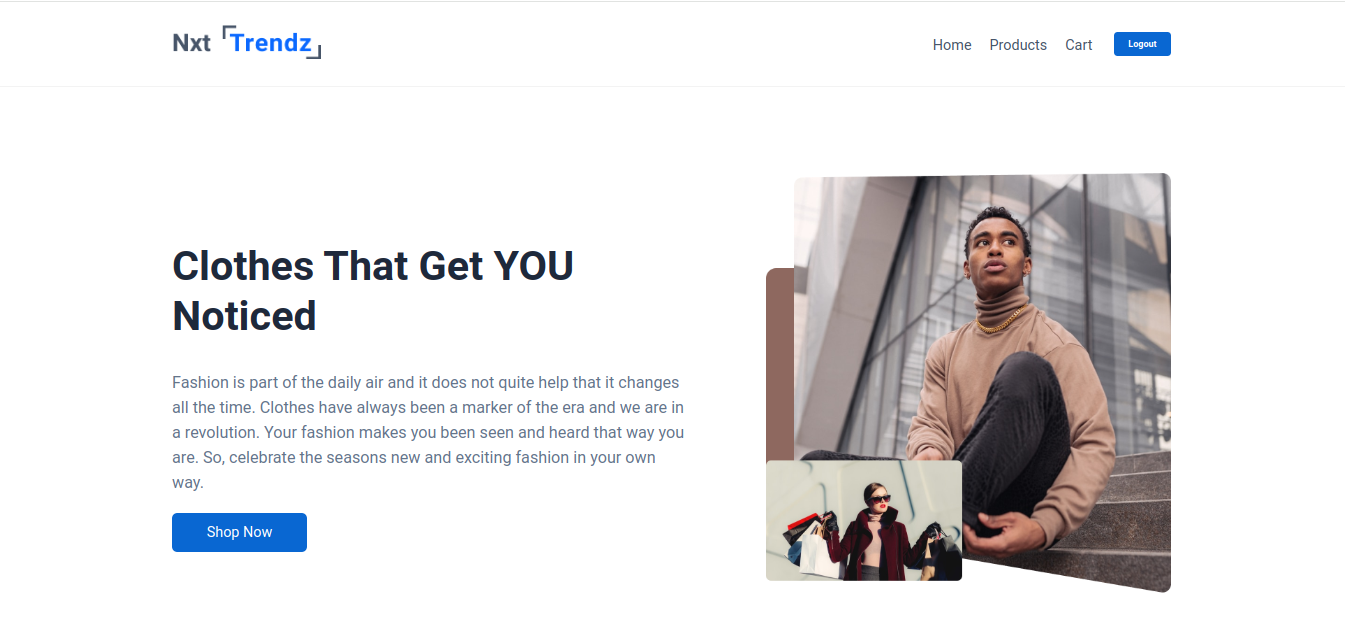 Nxt Trendz
Home Products Cart Logout
Clothes That Get YOU
Noticed
Fashion is part of the daily air and it does not quite help that it changes
all the time. Clothes have always been a marker of the era and we are in
a revolution. Your fashion makes you been seen and heard that way you
are. So, celebrate the seasons new and exciting fashion in your own
way.
Shop Now